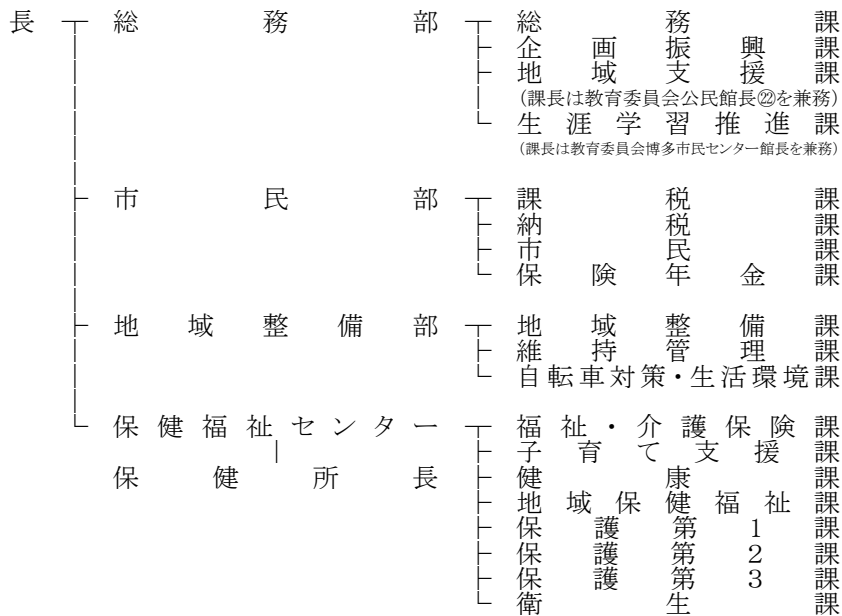 長 総務部 総務課
企画振興課
地域支援課
(課長は教育委員会公民館長㉒を兼務)
生涯学習推進課
(課長は教育委員会博多市民センター館長を兼務)
市民部 課税課
納税課
市民課
保険年金課
地域整備部 地域整備課
維持管理課
自転車対策・生活環境課
保健福祉センター 福祉・介護保険課
子育て支援課
保健所長 健康課
地域保健福祉課
保護第1課
保護第2課
保護第3課
衛生課